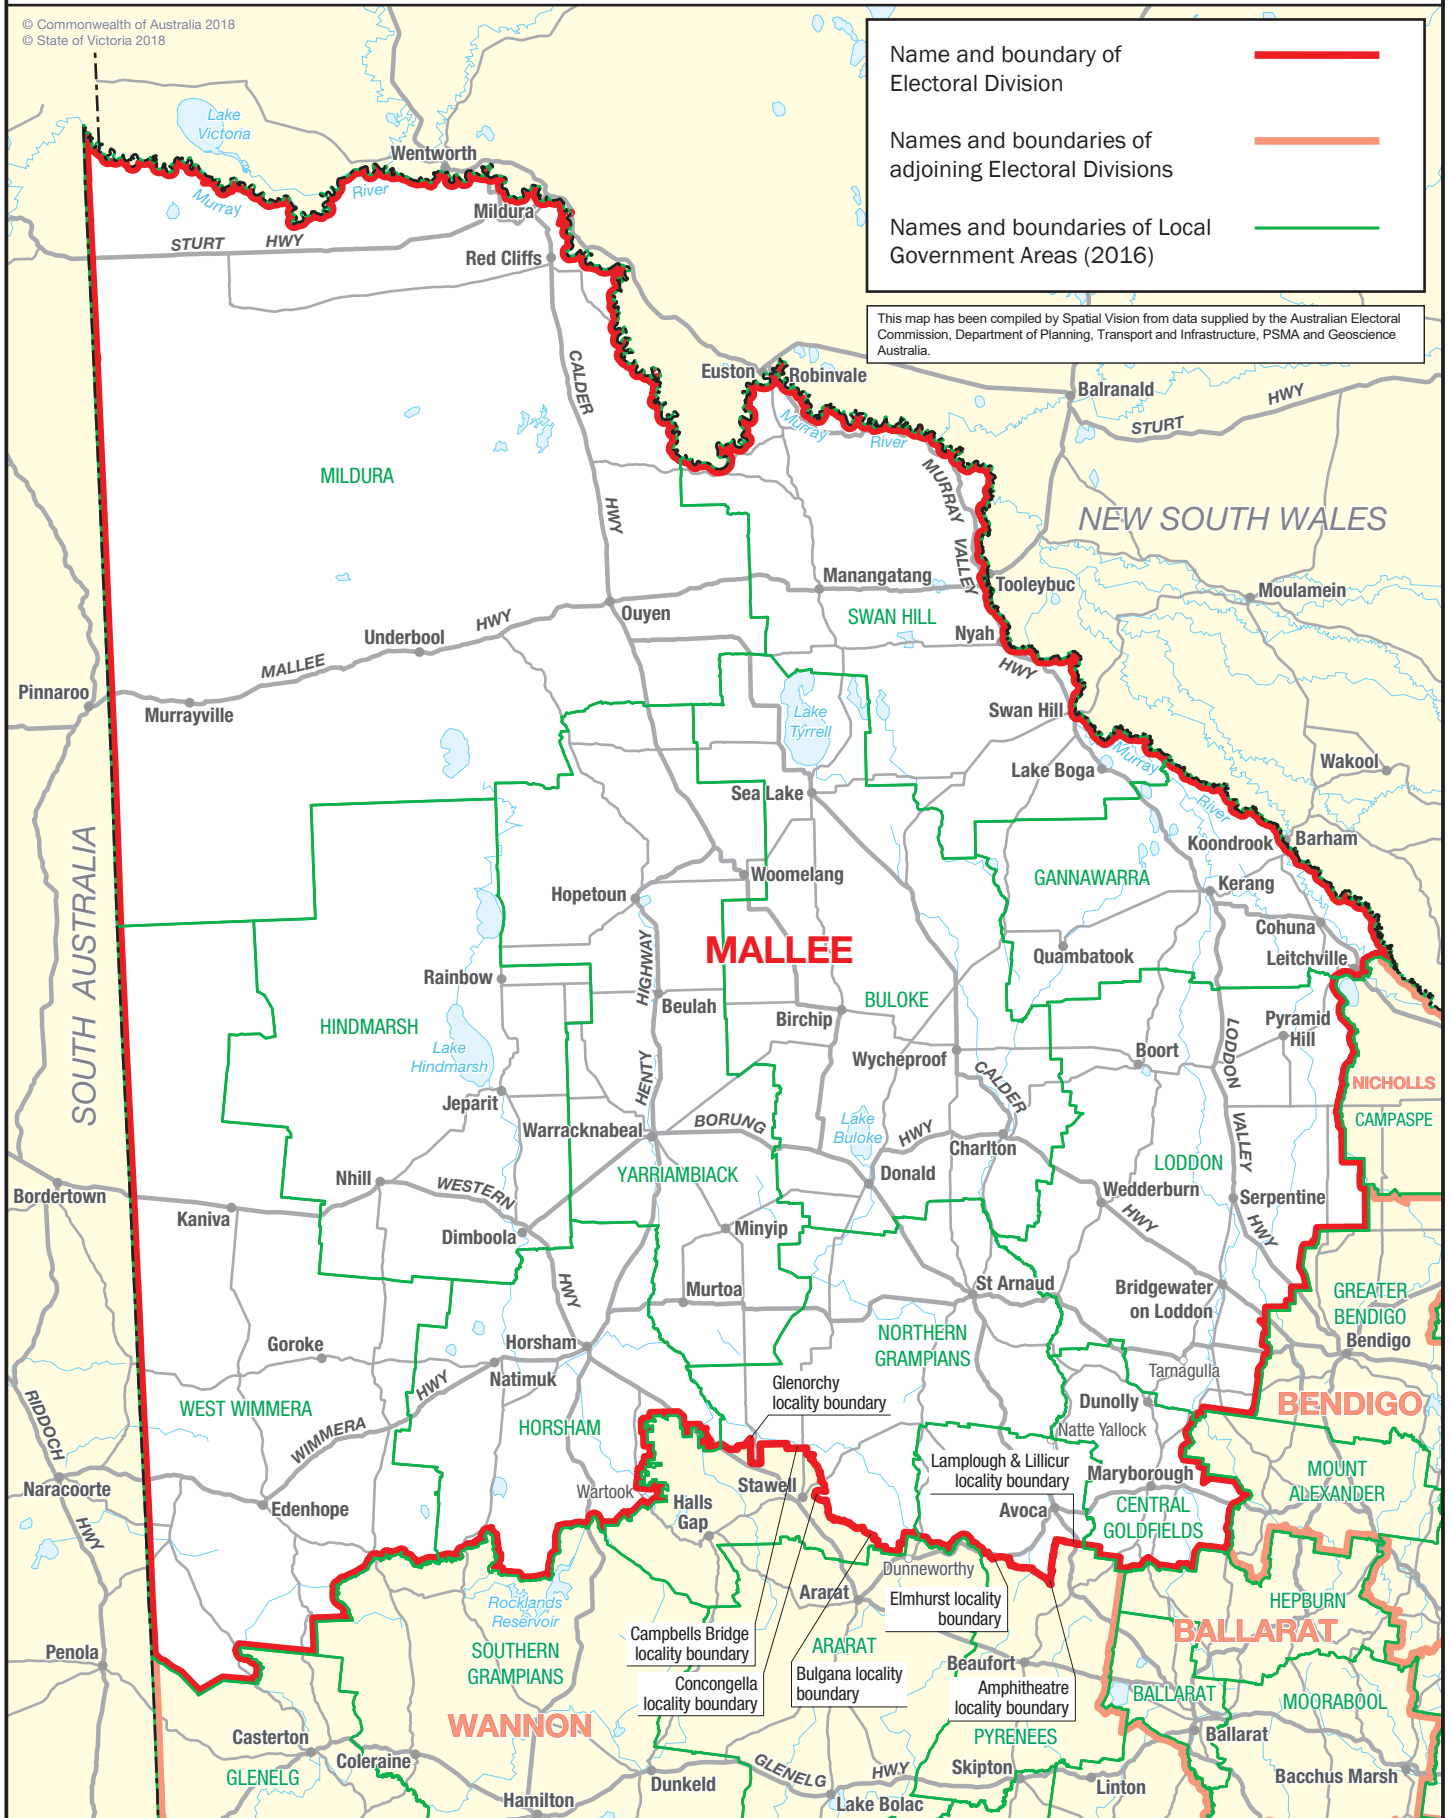 © Commonwealth of Australia 2018
© State of Victoria 2018
Name and boundary of
Electoral Division
Names and boundaries of
adjoining Electoral Divisions
Names and boundaries of Local
Government Areas (2016)
This map has been compiled by Spatial Vision from data supplied by the Australian Electoral
Commission, Department of Planning, Transport and Infrastructure, PSMA and Geoscience
Australia.
Lake
Victoria
Wentworth
Murray
River
Mildura
STURT
HWY
Red Cliffs
CALDER
Euston
Robinvale
Balranald
HWY
STURT
Murray
River
MURRAY
MILDURA
HWY
NEW SOUTH WALES
VALLEY
Manangatang
Tooleybuc
Moulamein
Ouyen
SWAN HILL
HWY
Underbool
Nyah
MALLEE
HWY
Pinnaroo
Murrayville
Lake
Tyrrell
Swan Hill
Murray
Wakool
Lake Boga
Sea Lake
River
SOUTH AUSTRALIA
Koondrook
Barham
Woomelang
GANNAWARRA
Kerang
Hopetoun
Cohuna
MALLEE
HIGHWAY
Quambatook
Leitchville
Rainbow
Beulah
BULOKE
HINDMARSH
Birchip
LODDON
Pyramid
Hill
Lake
Hindmarsh
Wycheproof
Boort
HENTY
CALDER
NICHOLLS
Jeparit
CAMPASPE
Warracknabeal
BORUNG
Lake
Buloke
HWY
VALLEY
Charlton
YARRIAMBIACK
Donald
LODDON
Nhill
WESTERN
Wedderburn
Bordertown
Serpentine
Kaniva
HWY
HWY
Dimboola
Minyip
HWY
Murtoa
St Arnaud
Bridgewater
on Loddon
GREATER
BENDIGO
Horsham
NORTHERN
GRAMPIANS
Bendigo
Goroke
Tarnagulla
Natimuk
Glenorchy
locality boundary
HWY
Dunolly
BENDIGO
RIDDOCH
WEST WIMMERA
WIMMERA
HORSHAM
Natte Yallock
Lamplough & Lillicur
locality boundary
Maryborough
MOUNT
ALEXANDER
Naracoorte
Wartook
Stawell
Halls
Gap
Edenhope
Avoca
CENTRAL
GOLDFIELDS
HWY
Dunneworthy
Ararat
Rocklands
Reservoir
Elmhurst locality
boundary
HEPBURN
Campbells Bridge
locality boundary
BALLARAT
Penola
SOUTHERN
GRAMPIANS
ARARAT
Beaufort
Concongella
locality boundary
Bulgana locality
boundary
Amphitheatre
locality boundary
BALLARAT
MOORABOOL
WANNON
PYRENEES
Casterton
Ballarat
Coleraine
GLENELG
GLENELG
HWY
Skipton
Bacchus Marsh
Dunkeld
Linton
Hamilton
Lake Bolac